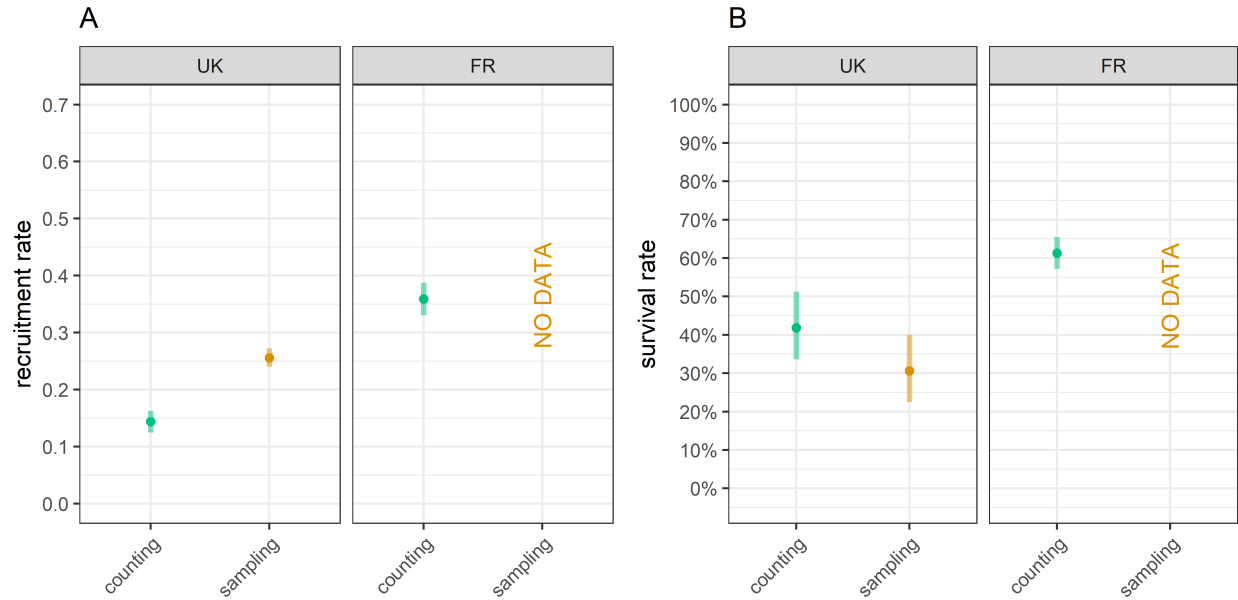 A
UK
FR
recruitment rate
0.7
0.6
0.5
0.4
0.3
0.2
0.1
0.0
NO DATA
counting
sampling
counting
sampling
B
UK
FR
survival rate
100%
90%
80%
70%
60%
50%
40%
30%
20%
10%
0%
NO DATA
counting
sampling
counting
sampling